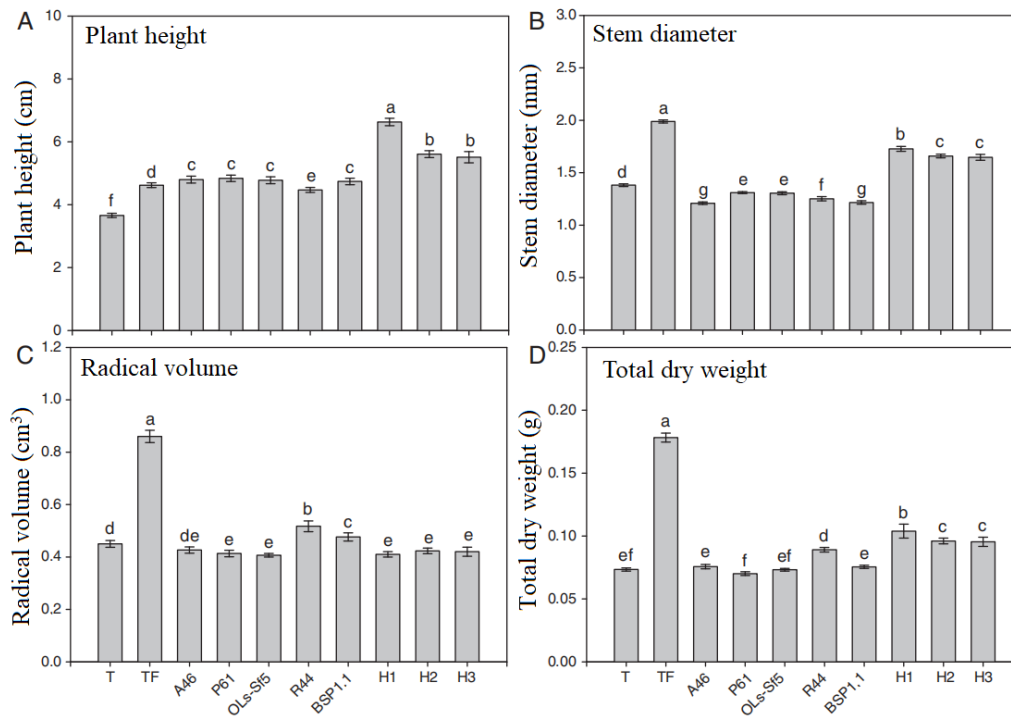 A
Plant height
Plant height (cm)
10
8
6
4
2
0
f
d
c
c
c
e
c
a
b
b
B
Stem diameter
Stem diameter (mm)
3.0
2.5
2.0
1.5
1.0
0.5
0.0
d
a
g
e
e
f
g
b
c
c
C
Radical volume
Radical volume (cm³)
1.2
1.0
0.8
0.6
0.4
0.2
0.0
d
a
de
e
e
b
c
e
e
e
T
TF
A46
P61
OLs-Sf5
R44
BSP1.1
H1
H2
H3
D
Total dry weight
Total dry weight (g)
0.25
0.20
0.15
0.10
0.05
0.00
ef
a
e
f
ef
d
e
b
c
c
T
TF
A46
P61
OLs-Sf5
R44
BSP1.1
H1
H2
H3